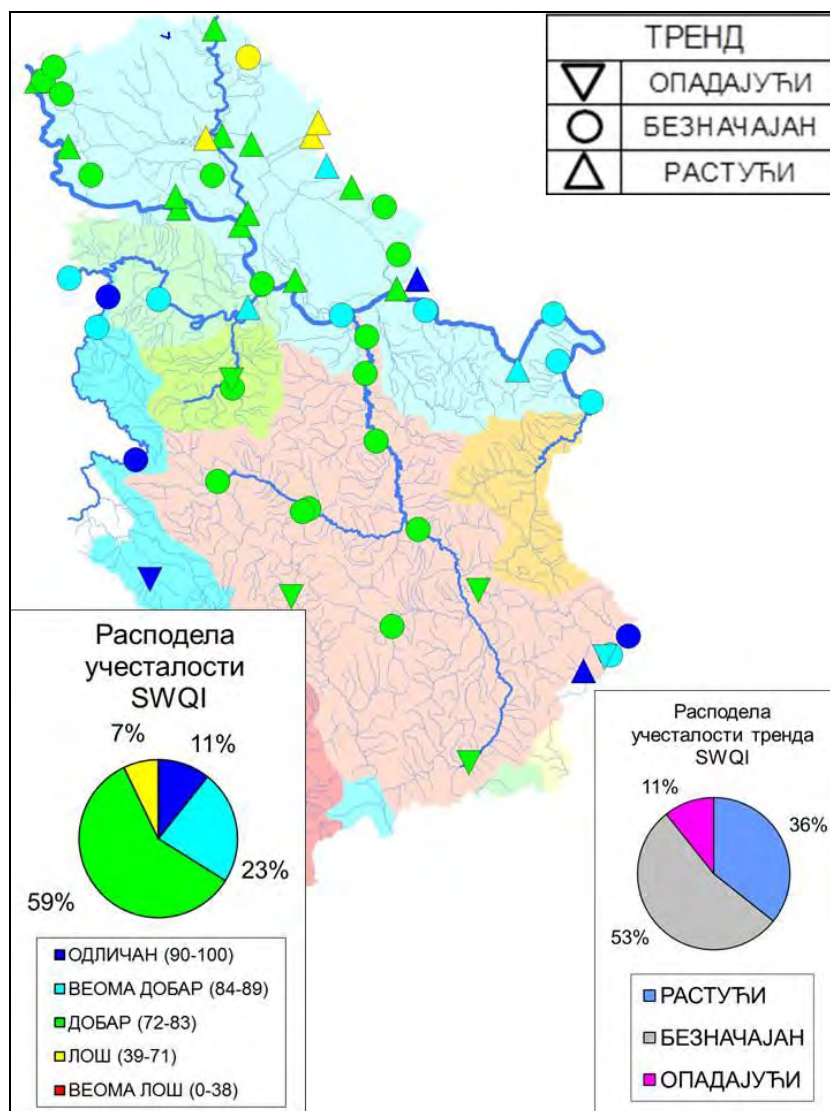 ТРЕНД
ОПАДАЈУЋИ
БЕЗНАЧАЈАН
РАСТУЋИ
Расподела
учесталости
SWQI
7%
11%
23%
59%
ОДЛИЧАН (90-100)
ВЕОМА ДОБАР (84-89)
ДОБАР (72-83)
ЛОШ (39-71)
ВЕОМА ЛОШ (0-38)
Расподела
учесталости тренда
SWQI
11%
36%
53%
РАСТУЋИ
БЕЗНАЧАЈАН
ОПАДАЈУЋИ